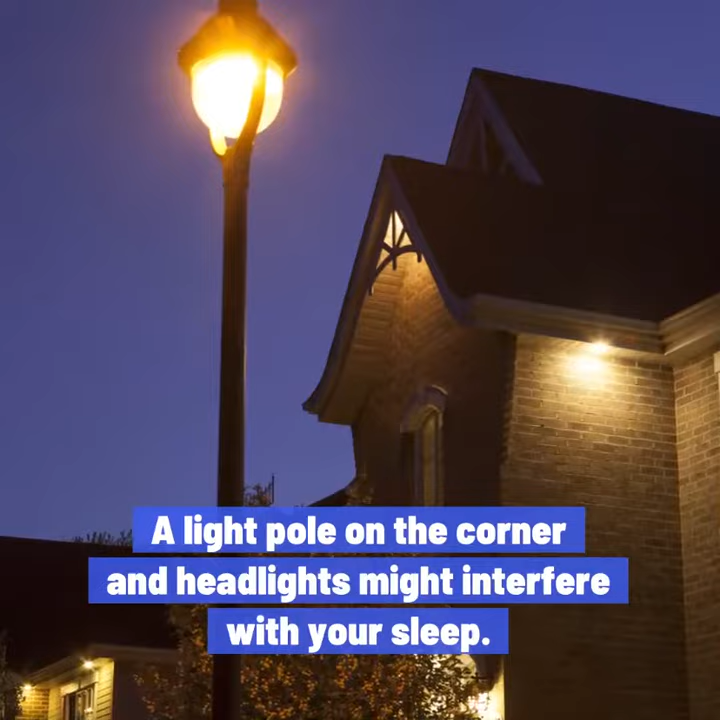 A light pole on the corner
and headlights might interfere
with your sleep.